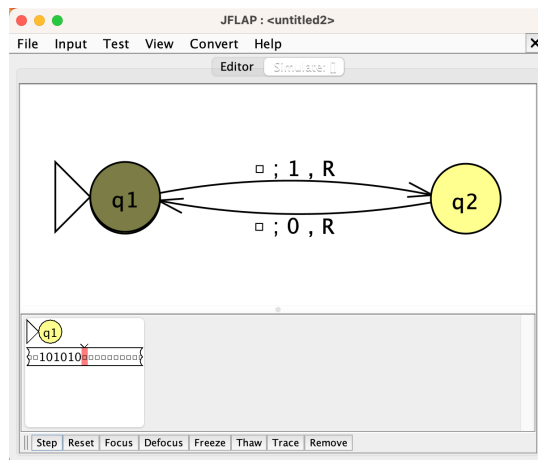 JFLAP : <untitled2>
File Input Test View Convert Help ×
Editor Simulate: []
□ ; 1 , R
q1 q2
□ ; 0 , R
q1
□□101010□□□□□□□□□□
Step Reset Focus Defocus Freeze Thaw Trace Remove